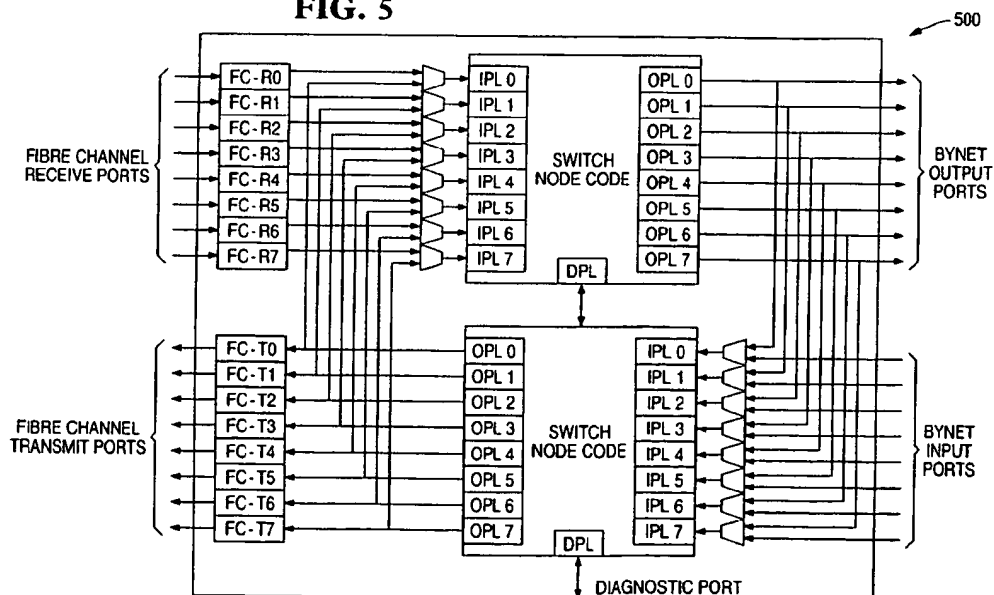 FIG. 5
500
FC-R0
FC-R1
FC-R2
FC-R3
FC-R4
FC-R5
FC-R6
FC-R7
FIBRE CHANNEL
RECEIVE PORTS
IPL 0
IPL 1
IPL 2
IPL 3
IPL 4
IPL 5
IPL 6
IPL 7
SWITCH
NODE CODE
DPL
OPL 0
OPL 1
OPL 2
OPL 3
OPL 4
OPL 5
OPL 6
OPL 7
BYNET
OUTPUT
PORTS
FIBRE CHANNEL
TRANSMIT PORTS
FC-T0
FC-T1
FC-T2
FC-T3
FC-T4
FC-T5
FC-T6
FC-T7
OPL 0
OPL 1
OPL 2
OPL 3
OPL 4
OPL 5
OPL 6
OPL 7
SWITCH
NODE CODE
DPL
IPL 0
IPL 1
IPL 2
IPL 3
IPL 4
IPL 5
IPL 6
IPL 7
BYNET
INPUT
PORTS
DIAGNOSTIC PORT